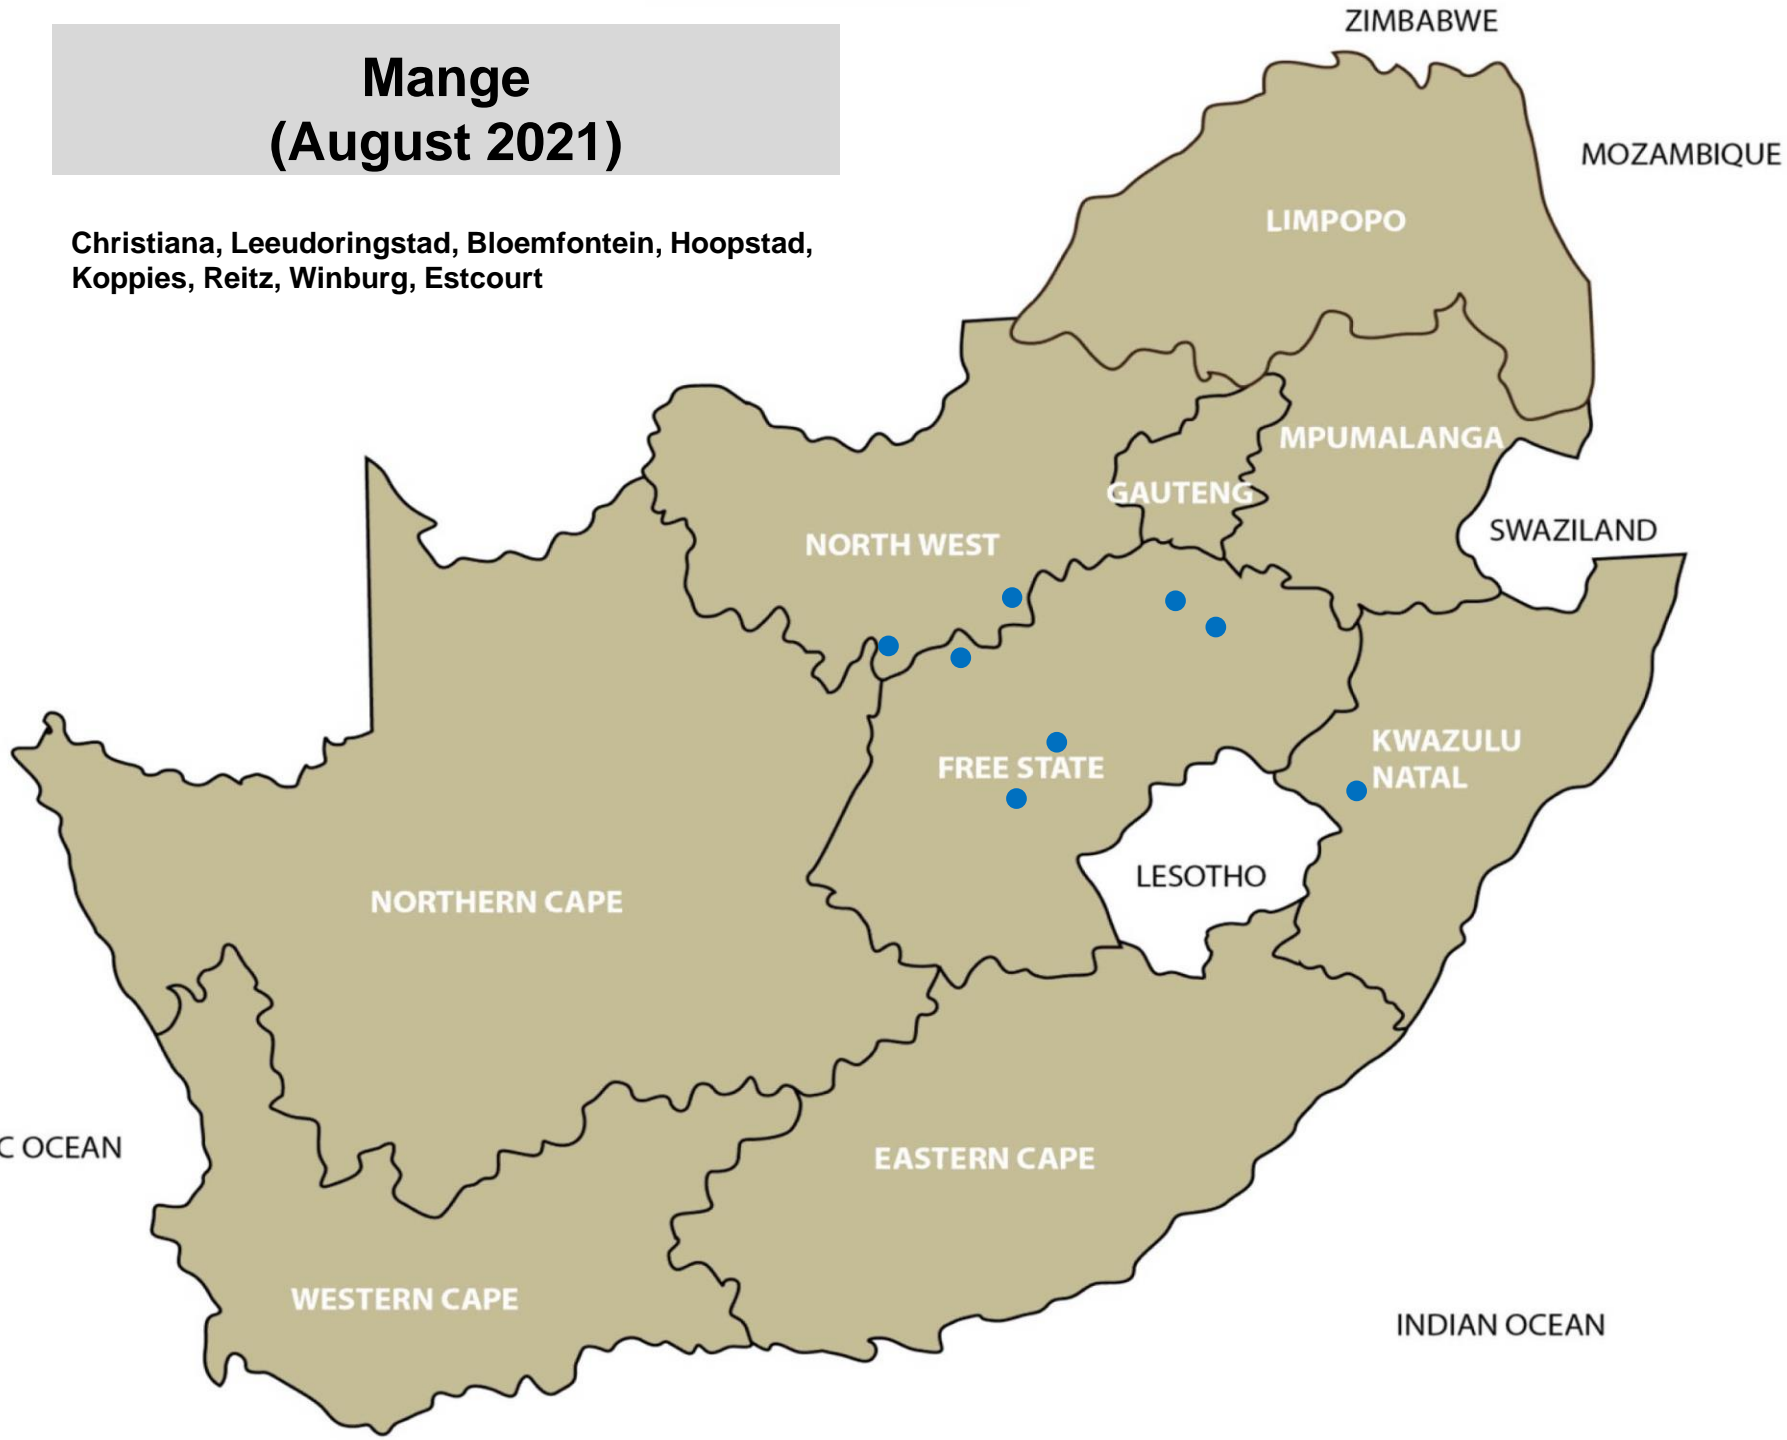 Mange
(August 2021)
Christiana, Leeudoringstad, Bloemfontein, Hoopstad,
Koppies, Reitz, Winburg, Estcourt
ZIMBABWE
MOZAMBIQUE
LIMPOPO
MPUMALANGA
GAUTENG
SWAZILAND
NORTH WEST
KWAZULU
NATAL
FREE STATE
LESOTHO
NORTHERN CAPE
C OCEAN
EASTERN CAPE
WESTERN CAPE
INDIAN OCEAN